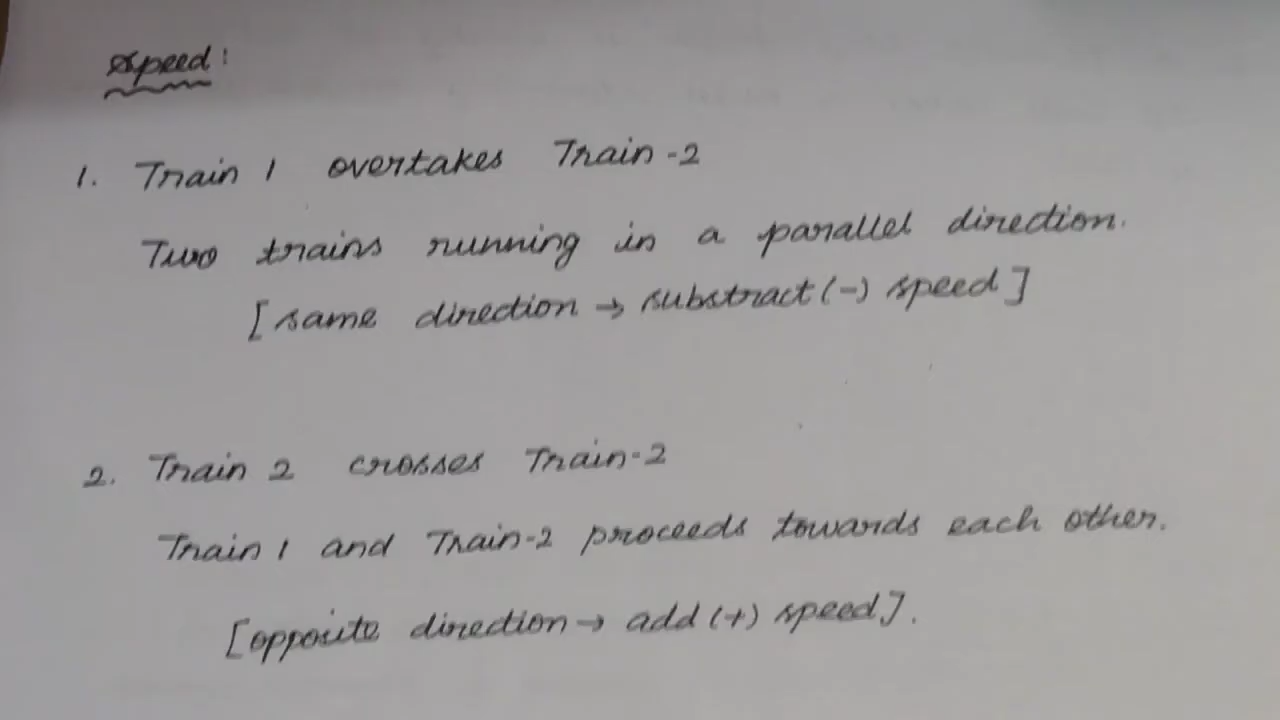 Speed:
1. Train 1 overtakes Train-2
Two trains running in a parallel direction.
[same direction → substract (-) speed]
2. Train 2 crosses Train-2
Train 1 and Train-2 proceeds towards each other.
[opposite direction → add (+) speed].